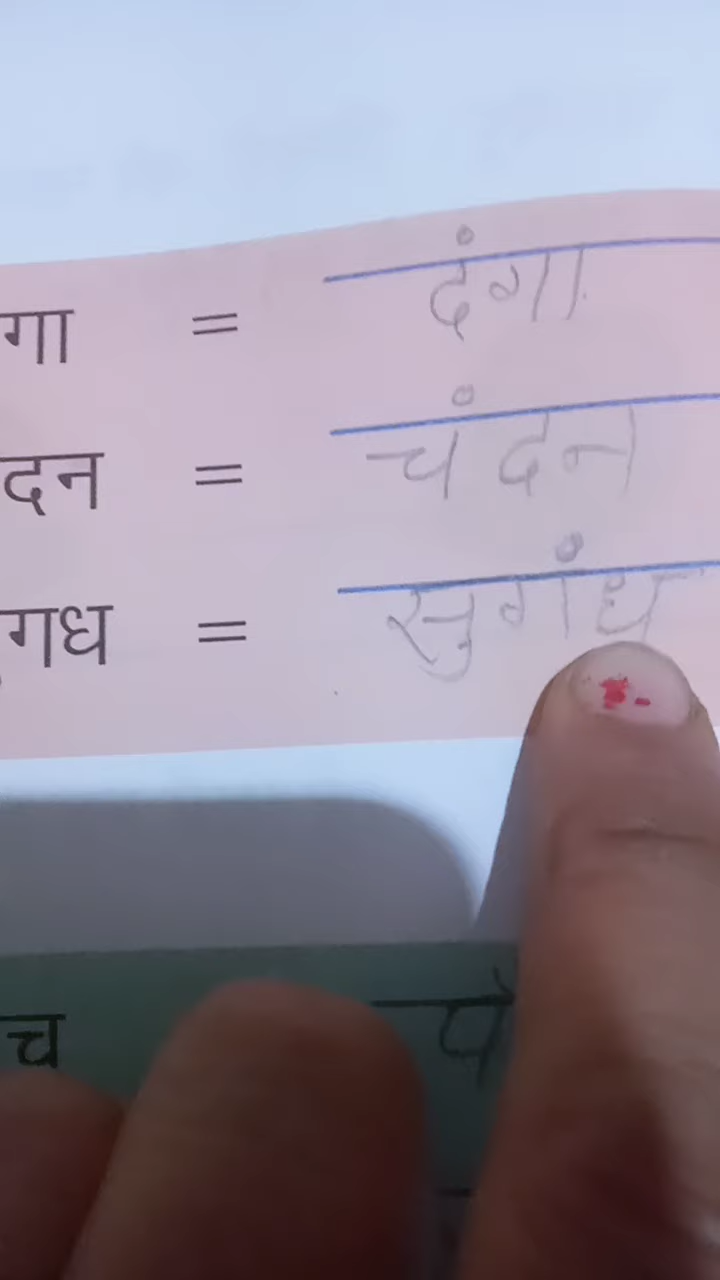 गा = दंगा
दन = चंदन
ुगध = सुगंध
च